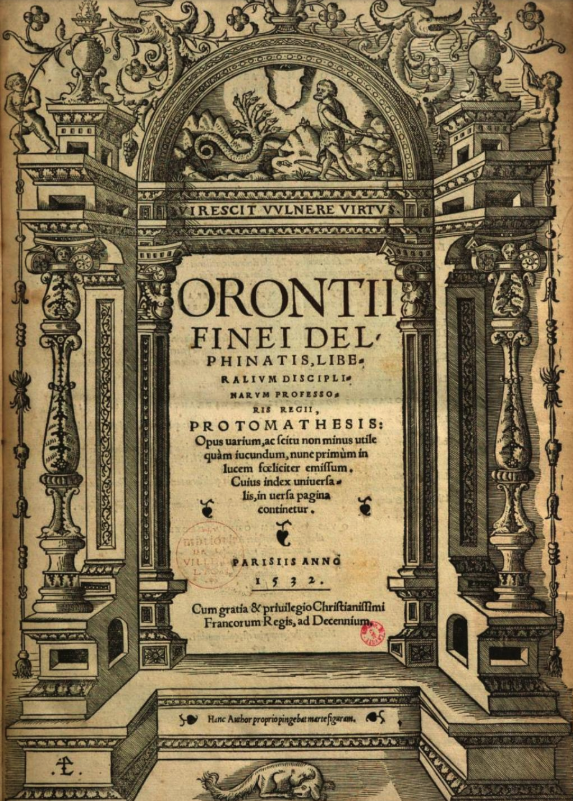 VIRESCIT VVLNERE VIRTVS.
ORONTII
FINEI DEL-
PHINATIS, LIBE-
RALIVM DISCIPLI-
NARVM PROFESSO-
RIS REGII,
PROTOMATHESIS:
Opus uarium, ac scitu non minus utile
quàm iucundum, nunc primùm in
lucem fœliciter emissum.
Cuius index uniuersa-
lis, in uersa pagina
continetur.
PARISIIS ANNO
1532.
Cum gratia & priuilegio Christianissimi
Francorum Regis, ad Decennium.
Hanc Author proprio pingebat marte figuram.